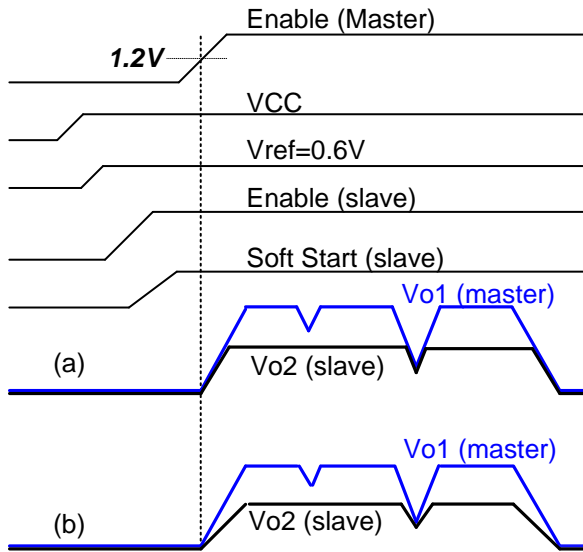 Enable (Master)
1.2V
VCC
Vref=0.6V
Enable (slave)
Soft Start (slave)
Vo1 (master)
(a)
Vo2 (slave)
Vo1 (master)
(b)
Vo2 (slave)